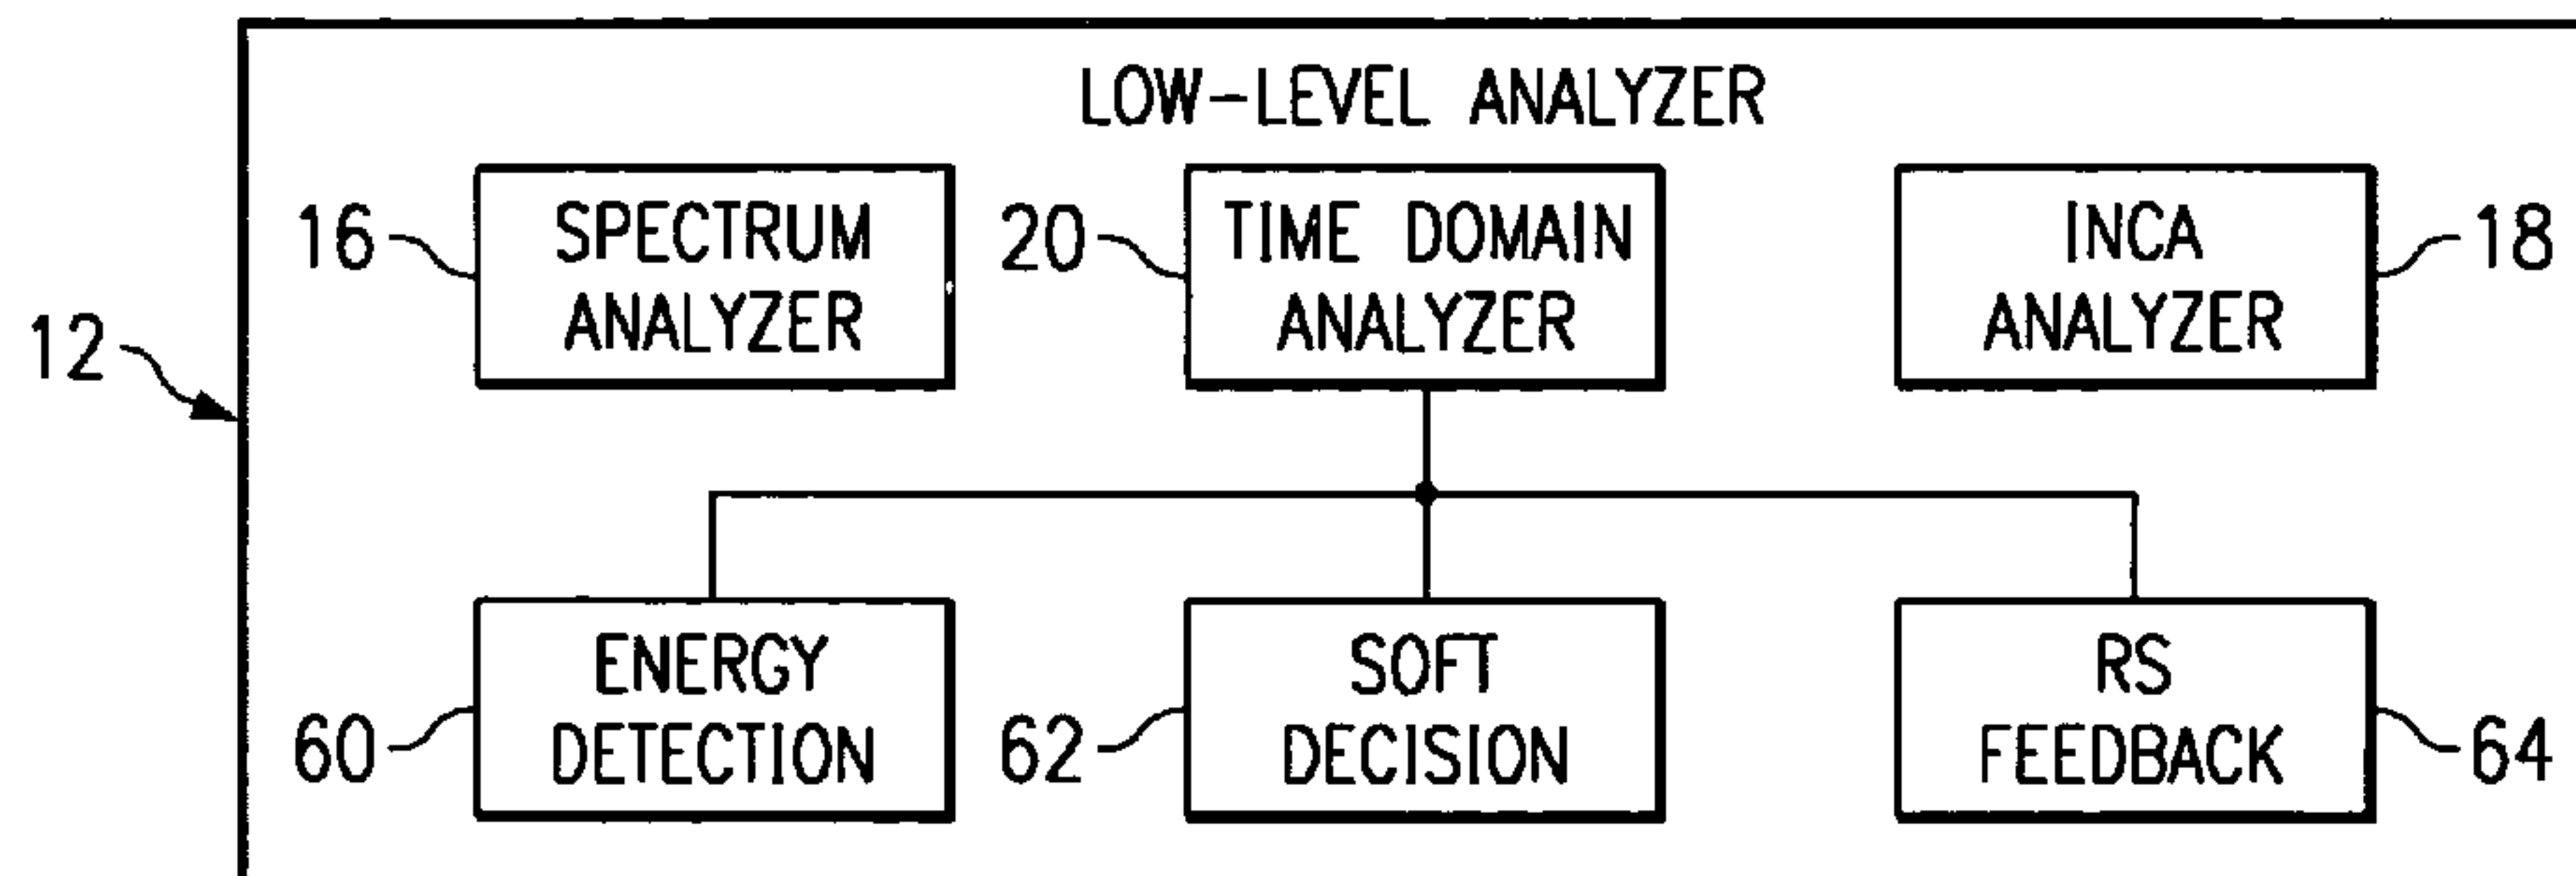 LOW-LEVEL ANALYZER
16
SPECTRUM
ANALYZER
20
TIME DOMAIN
ANALYZER
INCA
ANALYZER
18
12
60
ENERGY
DETECTION
62
SOFT
DECISION
RS
FEEDBACK
64